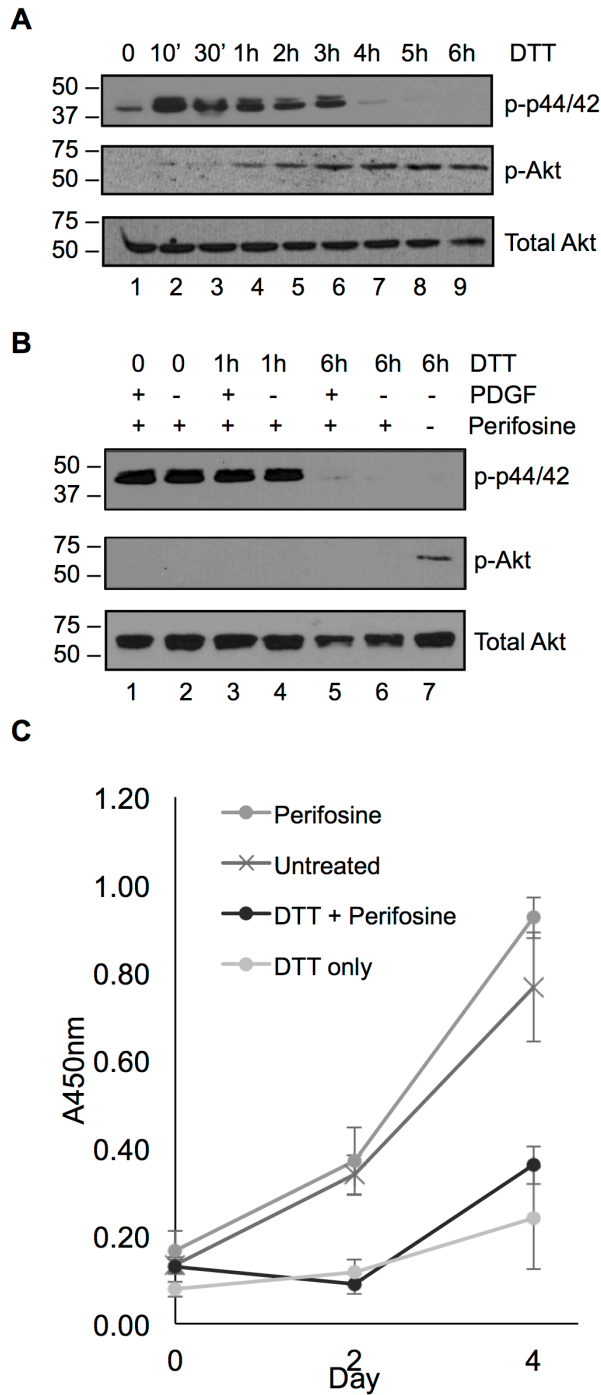 A
0 10’ 30’ 1h 2h 3h 4h 5h 6h DTT
50
37
p-p44/42
75
50
p-Akt
75
50
Total Akt
1 2 3 4 5 6 7 8 9
B
0 0 1h 1h 6h 6h 6h DTT
+ - + - + - - PDGF
+ + + + + + - Perifosine
50
37
p-p44/42
75
50
p-Akt
75
50
Total Akt
1 2 3 4 5 6 7
C
1.20
1.00
0.80
0.60
0.40
0.20
0.00
A450nm
Perifosine
Untreated
DTT + Perifosine
DTT only
0 2 4
Day